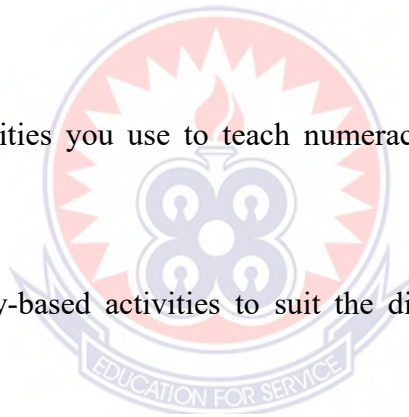 ities you use to teach numerac
y-based activities to suit the di
EDUCATION FOR SERVICE